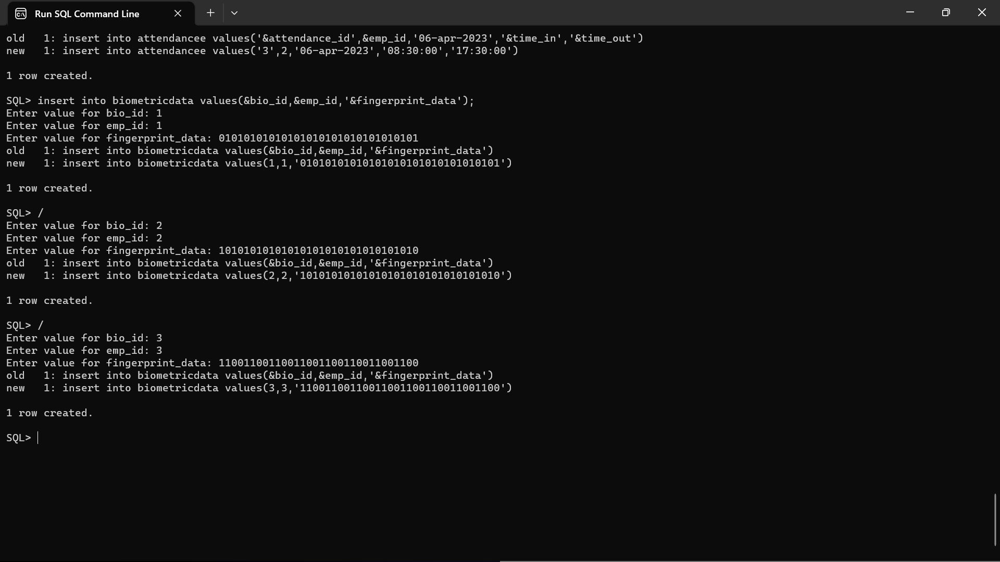 Run SQL Command Line
old   1: insert into attendancee values('&attendance_id',&emp_id,'06-apr-2023','&time_in','&time_out')
new   1: insert into attendancee values('3',2,'06-apr-2023','08:30:00','17:30:00')
1 row created.
SQL> insert into biometricdata values(&bio_id,&emp_id,'&fingerprint_data');
Enter value for bio_id: 1
Enter value for emp_id: 1
Enter value for fingerprint_data: 01010101010101010101010101010101
old   1: insert into biometricdata values(&bio_id,&emp_id,'&fingerprint_data')
new   1: insert into biometricdata values(1,1,'01010101010101010101010101010101')
1 row created.
SQL> /
Enter value for bio_id: 2
Enter value for emp_id: 2
Enter value for fingerprint_data: 10101010101010101010101010101010
old   1: insert into biometricdata values(&bio_id,&emp_id,'&fingerprint_data')
new   1: insert into biometricdata values(2,2,'10101010101010101010101010101010')
1 row created.
SQL> /
Enter value for bio_id: 3
Enter value for emp_id: 3
Enter value for fingerprint_data: 11001100110011001100110011001100
old   1: insert into biometricdata values(&bio_id,&emp_id,'&fingerprint_data')
new   1: insert into biometricdata values(3,3,'11001100110011001100110011001100')
1 row created.
SQL>